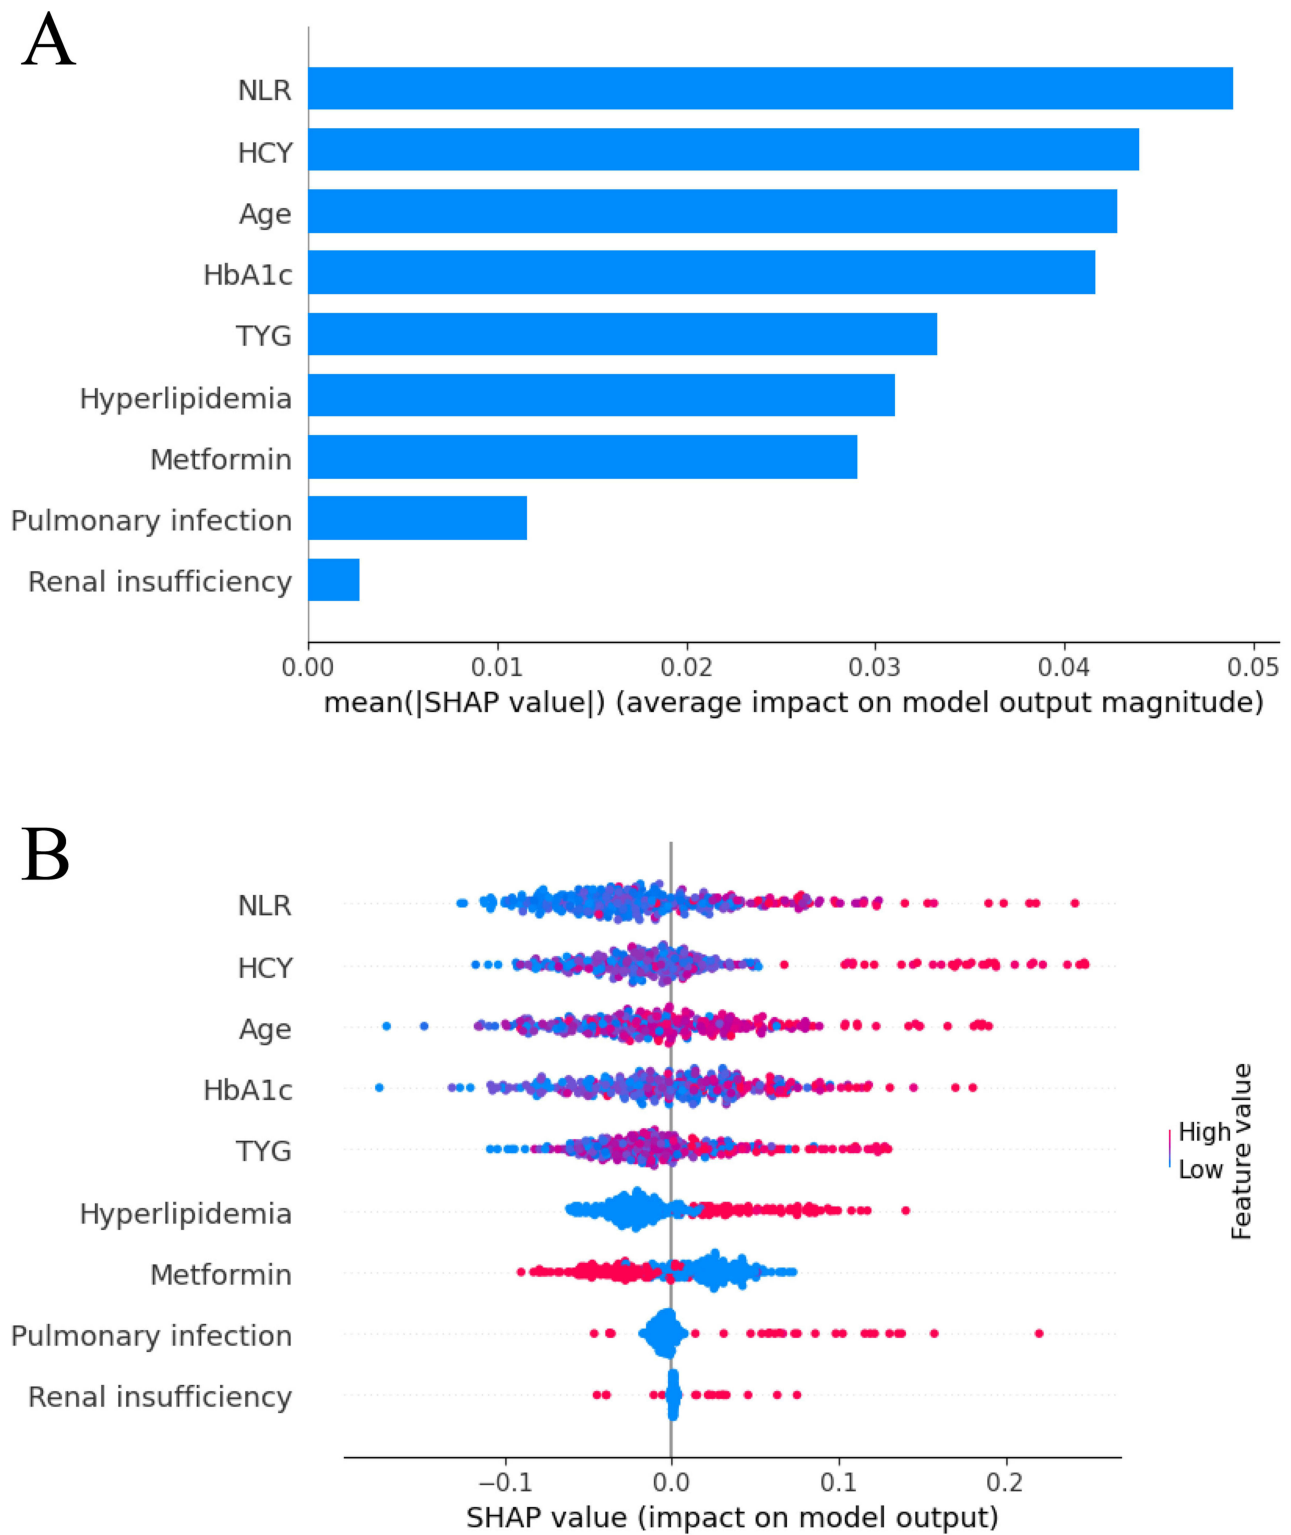 A
NLR
HCY
Age
HbA1c
TYG
Hyperlipidemia
Metformin
Pulmonary infection
Renal insufficiency
0.00 0.01 0.02 0.03 0.04 0.05
mean(|SHAP value|) (average impact on model output magnitude)
B
NLR
HCY
Age
HbA1c
TYG
Hyperlipidemia
Metformin
Pulmonary infection
Renal insufficiency
High
Low
Feature value
−0.1 0.0 0.1 0.2
SHAP value (impact on model output)